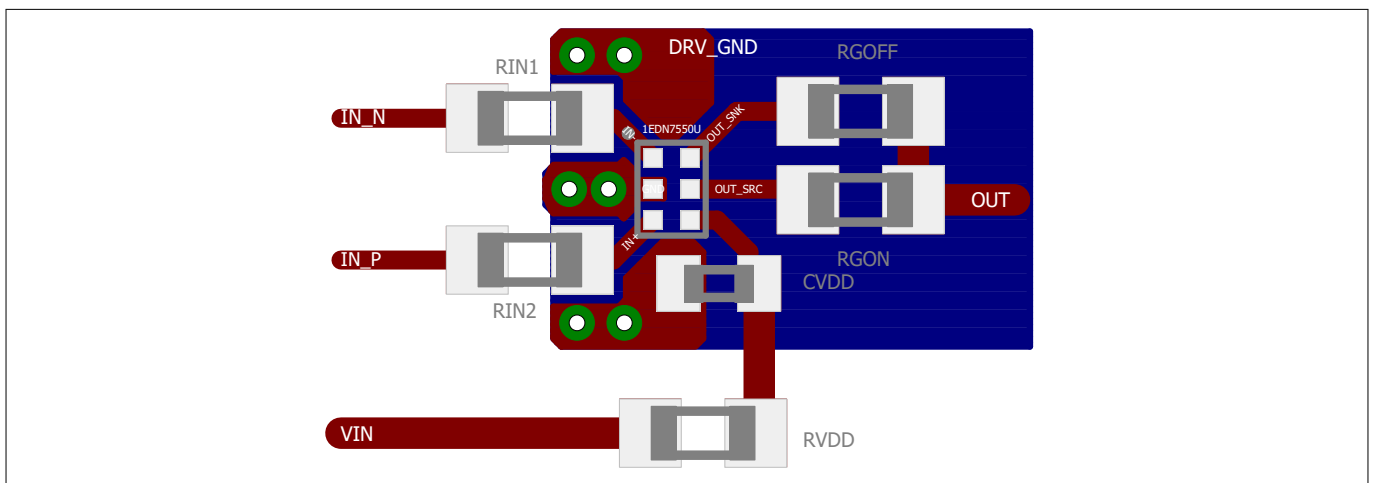 DRV_GND
RGOFF
RIN1
IN_N
1EDN7550U
OUT_SNK
IN-
GND
OUT_SRC
OUT
IN+
IN_P
RGON
CVDD
RIN2
VIN
RVDD